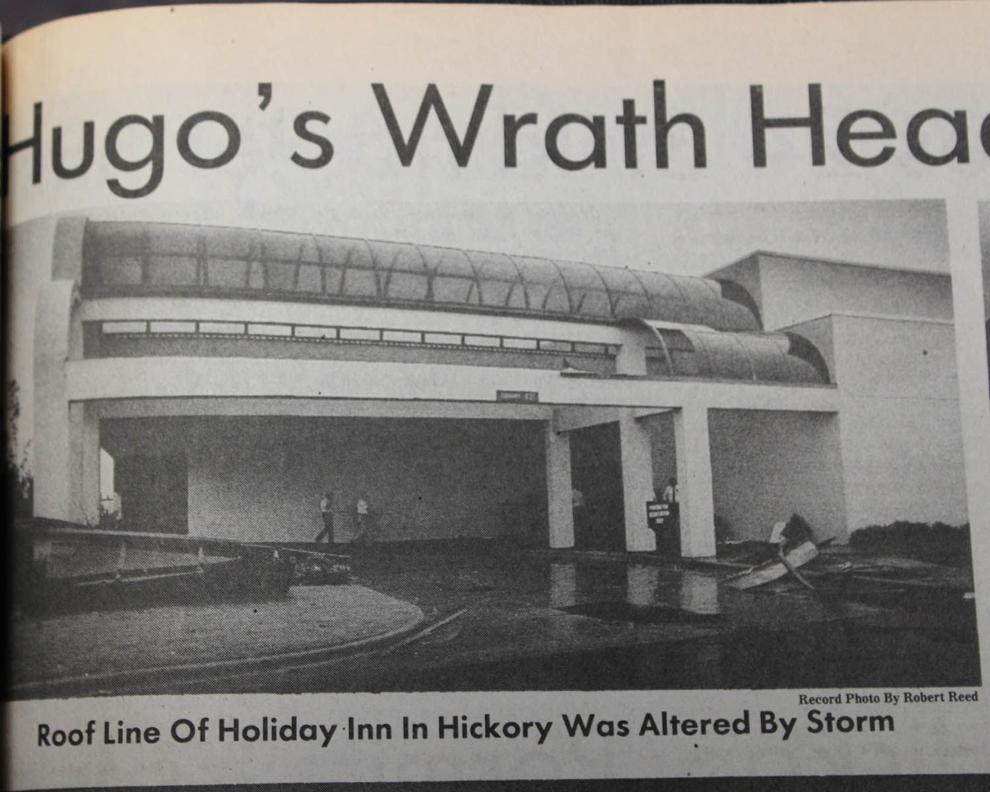 Hugo's Wrath Hea
Record Photo By Robert Reed
Roof Line Of Holiday Inn In Hickory Was Altered By Storm